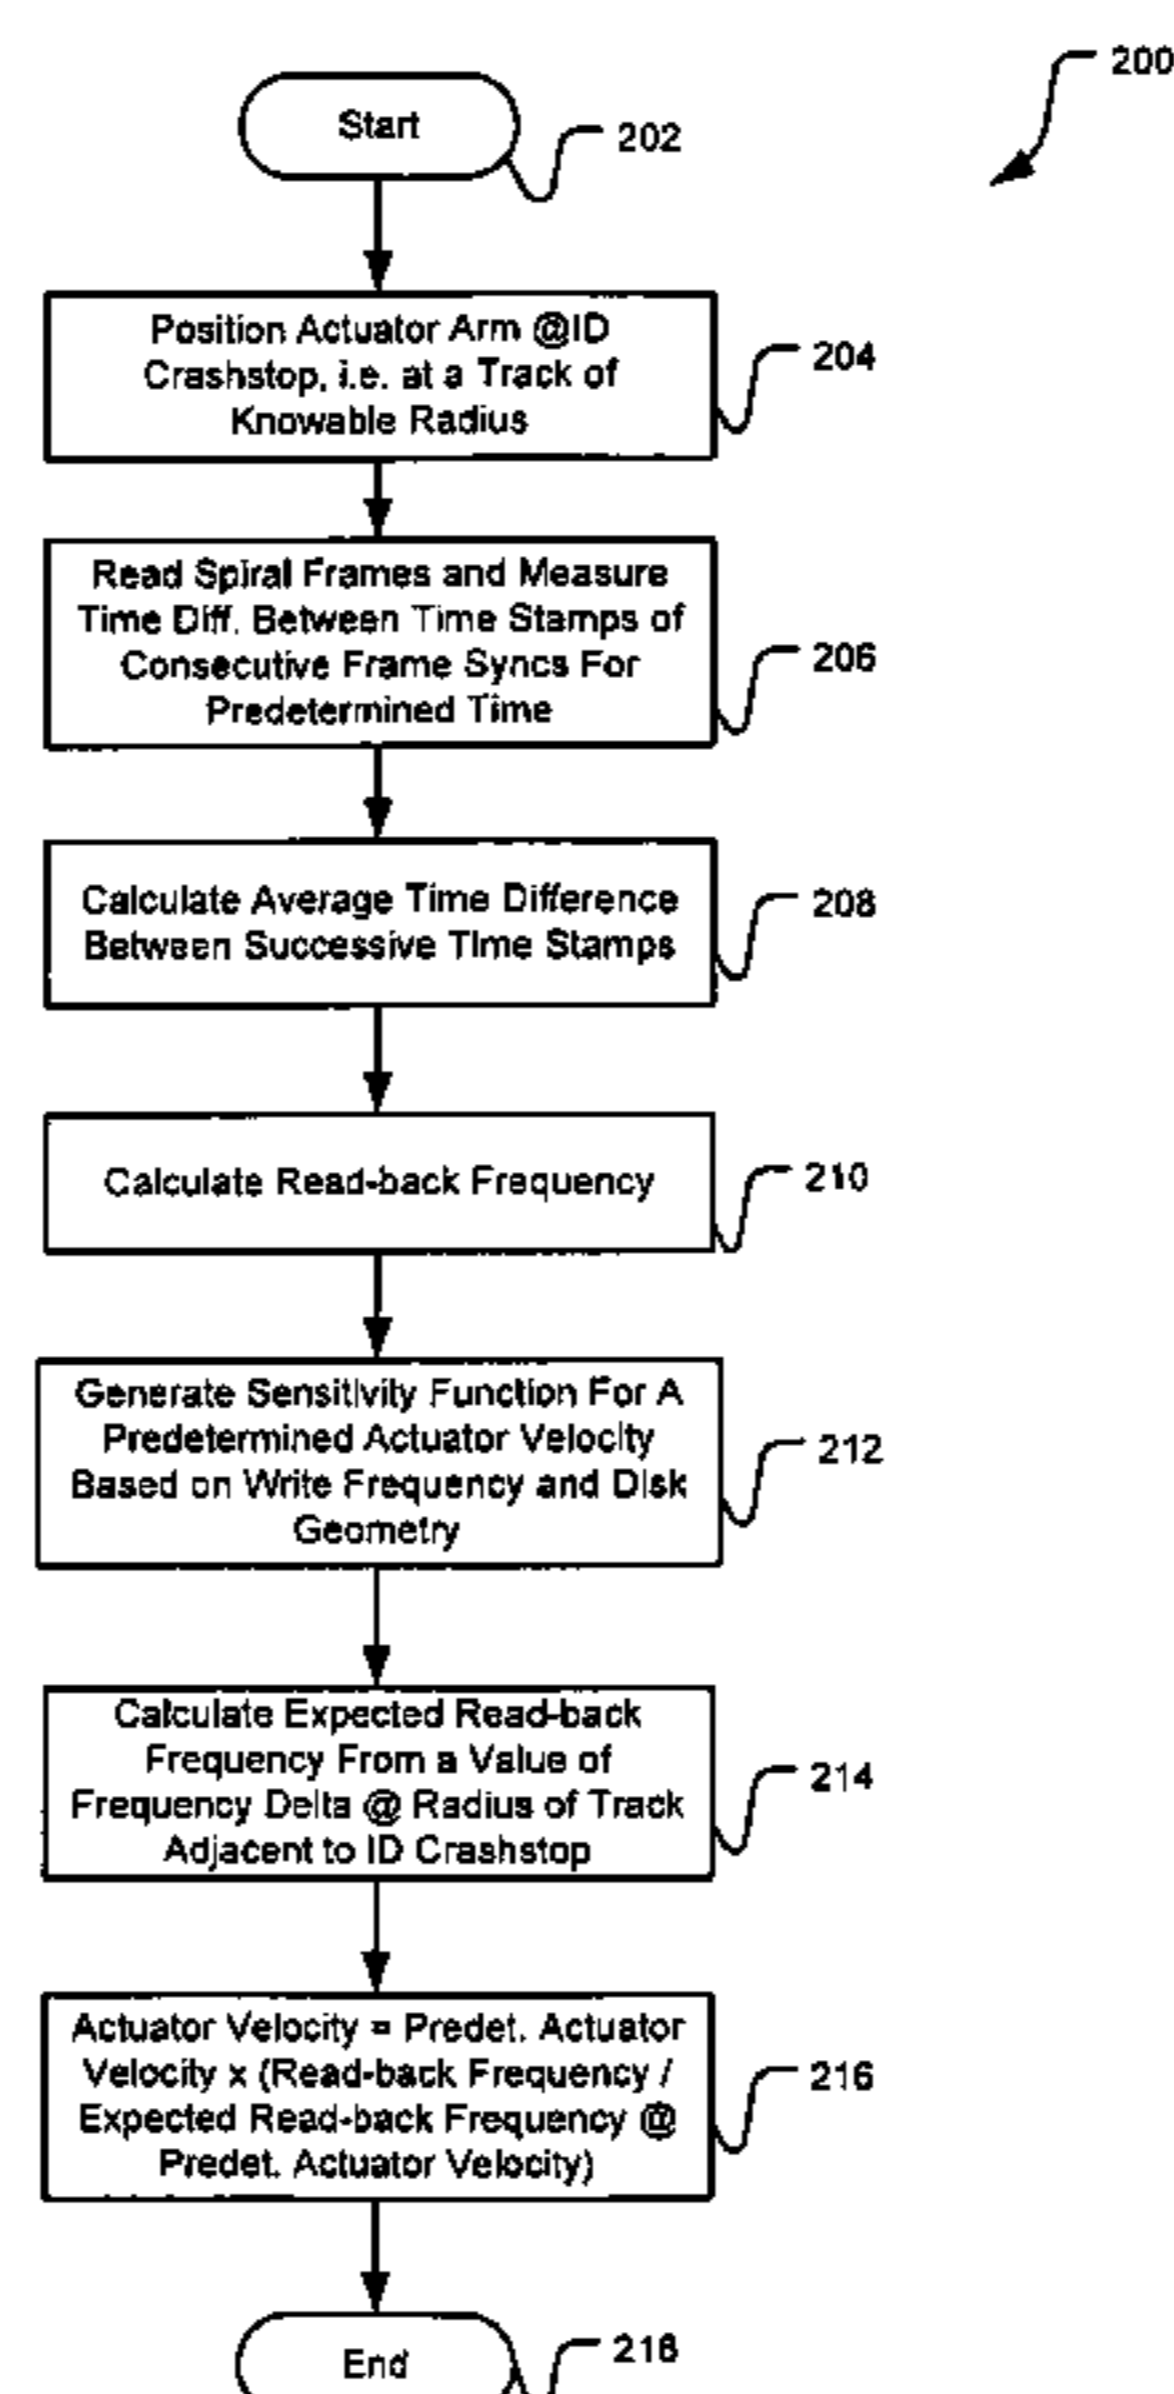 200
Start
202
Position Actuator Arm @ID
Crashstop, i.e. at a Track of
Knowable Radius
204
Read Spiral Frames and Measure
Time Diff. Between Time Stamps of
Consecutive Frame Syncs For
Predetermined Time
206
Calculate Average Time Difference
Between Successive Time Stamps
208
Calculate Read-back Frequency
210
Generate Sensitivity Function For A
Predetermined Actuator Velocity
Based on Write Frequency and Disk
Geometry
212
Calculate Expected Read-back
Frequency From a Value of
Frequency Delta @ Radius of Track
Adjacent to ID Crashstop
214
Actuator Velocity = Predet. Actuator
Velocity x (Read-back Frequency /
Expected Read-back Frequency @
Predet. Actuator Velocity)
216
End
218